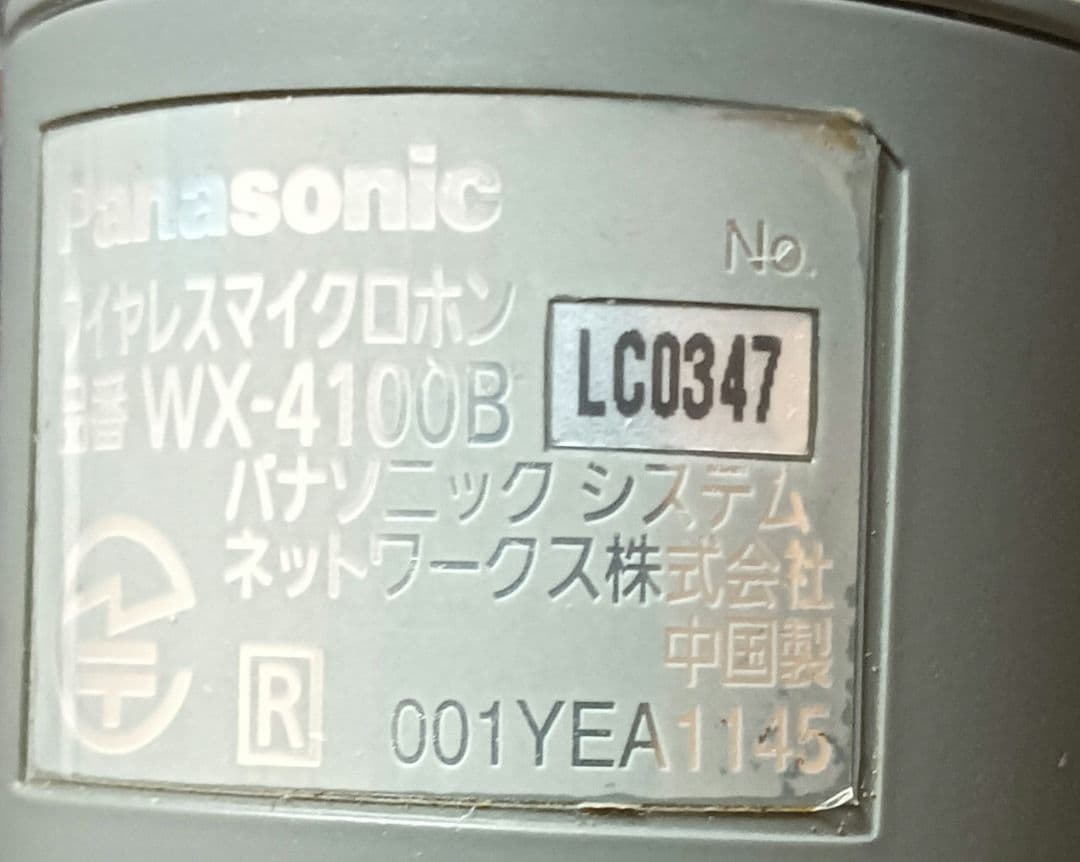 Panasonic
No.
ワイヤレスマイクロホン
LC0347
品番 WX-4100B
パナソニック システム
ネットワークス株式会社
中国製
R 001YEA1145